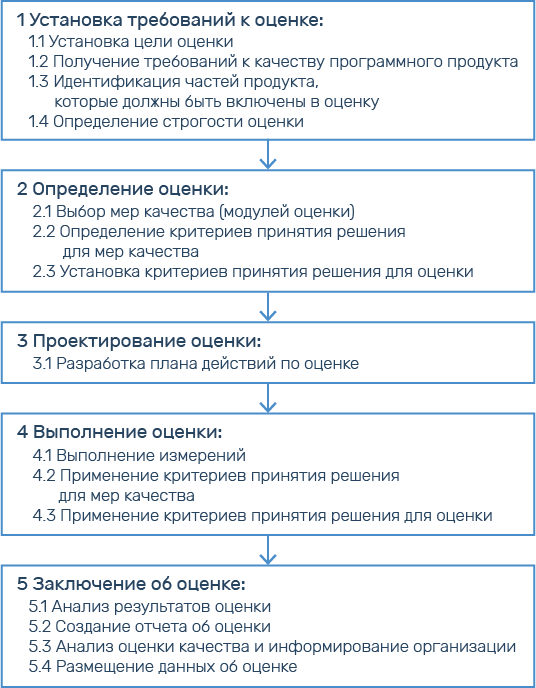 1 Установка требований к оценке:
1.1 Установка цели оценки
1.2 Получение требований к качеству программного продукта
1.3 Идентификация частей продукта,
которые должны быть включены в оценку
1.4 Определение строгости оценки
2 Определение оценки:
2.1 Выбор мер качества (модулей оценки)
2.2 Определение критериев принятия решения
для мер качества
2.3 Установка критериев принятия решения для оценки
3 Проектирование оценки:
3.1 Разработка плана действий по оценке
4 Выполнение оценки:
4.1 Выполнение измерений
4.2 Применение критериев принятия решения
для мер качества
4.3 Применение критериев принятия решения для оценки
5 Заключение об оценке:
5.1 Анализ результатов оценки
5.2 Создание отчета об оценки
5.3 Анализ оценки качества и информирование организации
5.4 Размещение данных об оценке